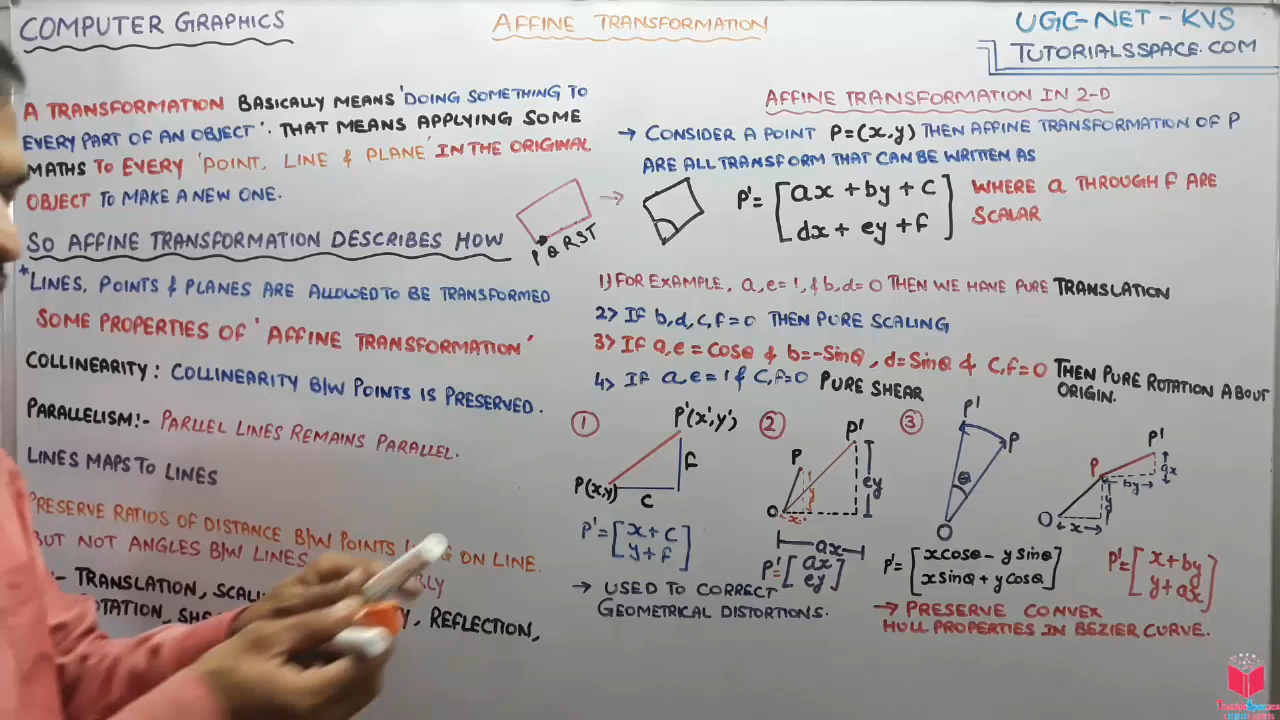 COMPUTER GRAPHICS
AFFINE TRANSFORMATION
UGC-NET-KVS
TUTORIALSSPACE.COM
A TRANSFORMATION BASICALLY MEANS 'DOING SOMETHING TO
EVERY PART OF AN OBJECT'. THAT MEANS APPLYING SOME
MATHS TO EVERY 'POINT, LINE & PLANE' IN THE ORIGINAL
OBJECT TO MAKE A NEW ONE.
P Q R S T
SO AFFINE TRANSFORMATION DESCRIBES HOW
*LINES, POINTS & PLANES ARE ALLOWED TO BE TRANSFORMED
SOME PROPERTIES OF 'AFFINE TRANSFORMATION'
COLLINEARITY: COLLINEARITY B/W POINTS IS PRESERVED.
PARALLELISM:- PARLLEL LINES REMAINS PARALLEL.
LINES MAPS TO LINES
PRESERVE RATIOS OF DISTANCE B/W POINTS ON LINE.
BUT NOT ANGLES B/W LINES
:- TRANSLATION,
REFLECTION,
AFFINE TRANSFORMATION IN 2-D
→ CONSIDER A POINT P=(x,y) THEN AFFINE TRANSFORMATION OF P
ARE ALL TRANSFORM THAT CAN BE WRITTEN AS
P'= [ax + by + c
dx + ey + f]
WHERE a THROUGH f ARE
SCALAR
1) FOR EXAMPLE, a,e=1, & b,d=0 THEN WE HAVE PURE TRANSLATION
2> IF b,d,c,f=0 THEN PURE SCALING
3> IF a,e=COSθ & b=-SINθ, d=SINθ & C,f=0 THEN PURE ROTATION ABOUT
ORIGIN.
4> IF a,e=1 & C,f=0 PURE SHEAR
①
P'(x',y')
P(x,y)
f
C
P'= [x+c
y+f]
②
P'
P
ey
y
O
x
ax
P'= [ax
ey]
③
P'
P
θ
O
P'= [xcosθ - ysinθ
xsinθ + ycosθ]
P'
P
ax
by
y
O
x
P'= [x+by
y+ax]
→ USED TO CORRECT
GEOMETRICAL DISTORTIONS.
→ PRESERVE CONVEX
HULL PROPERTIES IN BEZIER CURVE.